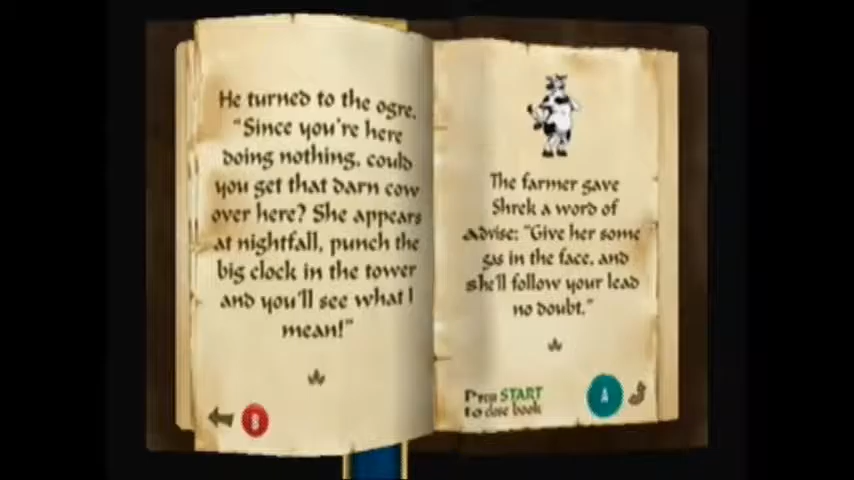 He turned to the ogre.
"Since you're here
doing nothing, could
you get that darn cow
over here? She appears
at nightfall, punch the
big clock in the tower
and you'll see what I
mean!"
B
The farmer gave
Shrek a word of
advise: "Give her some
gas in the face, and
she'll follow your lead
no doubt."
Press START
to close book
A